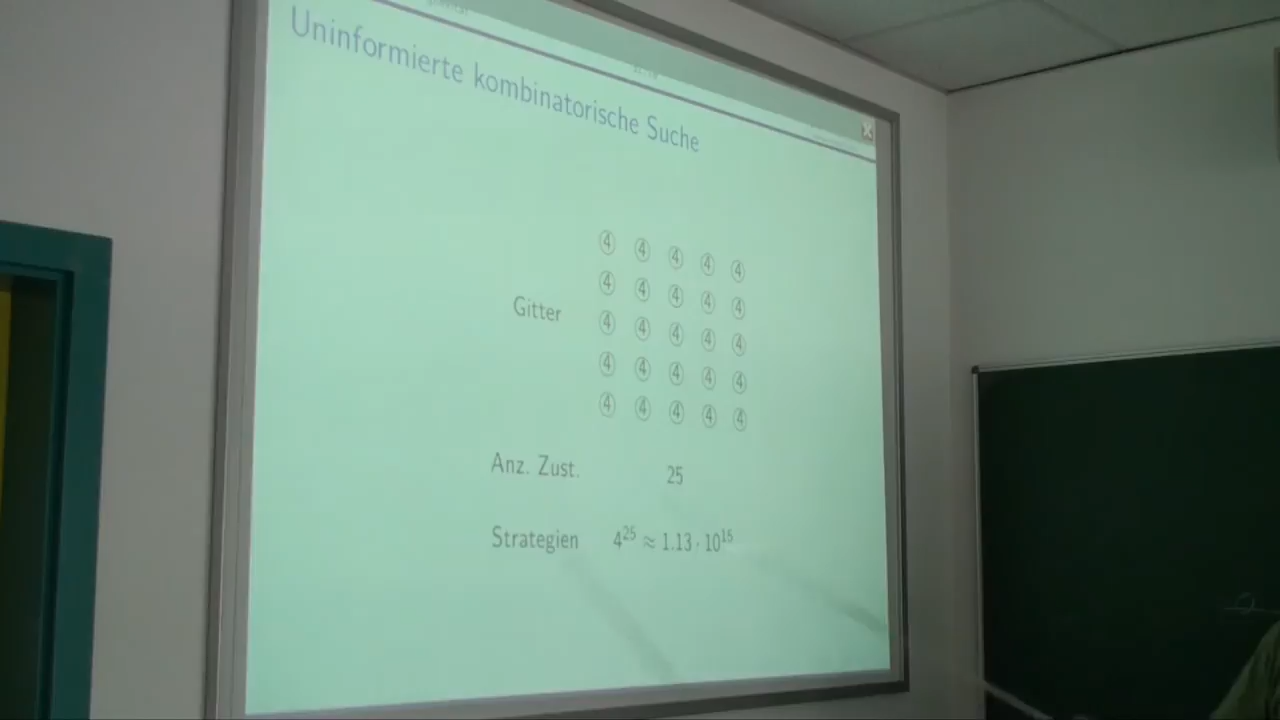 Uninformierte kombinatorische Suche
④ ④ ④ ④ ④
④ ④ ④ ④ ④
Gitter ④ ④ ④ ④ ④
④ ④ ④ ④ ④
④ ④ ④ ④ ④
Anz. Zust. 25
Strategien 4²⁵ ≈ 1.13 · 10¹⁵